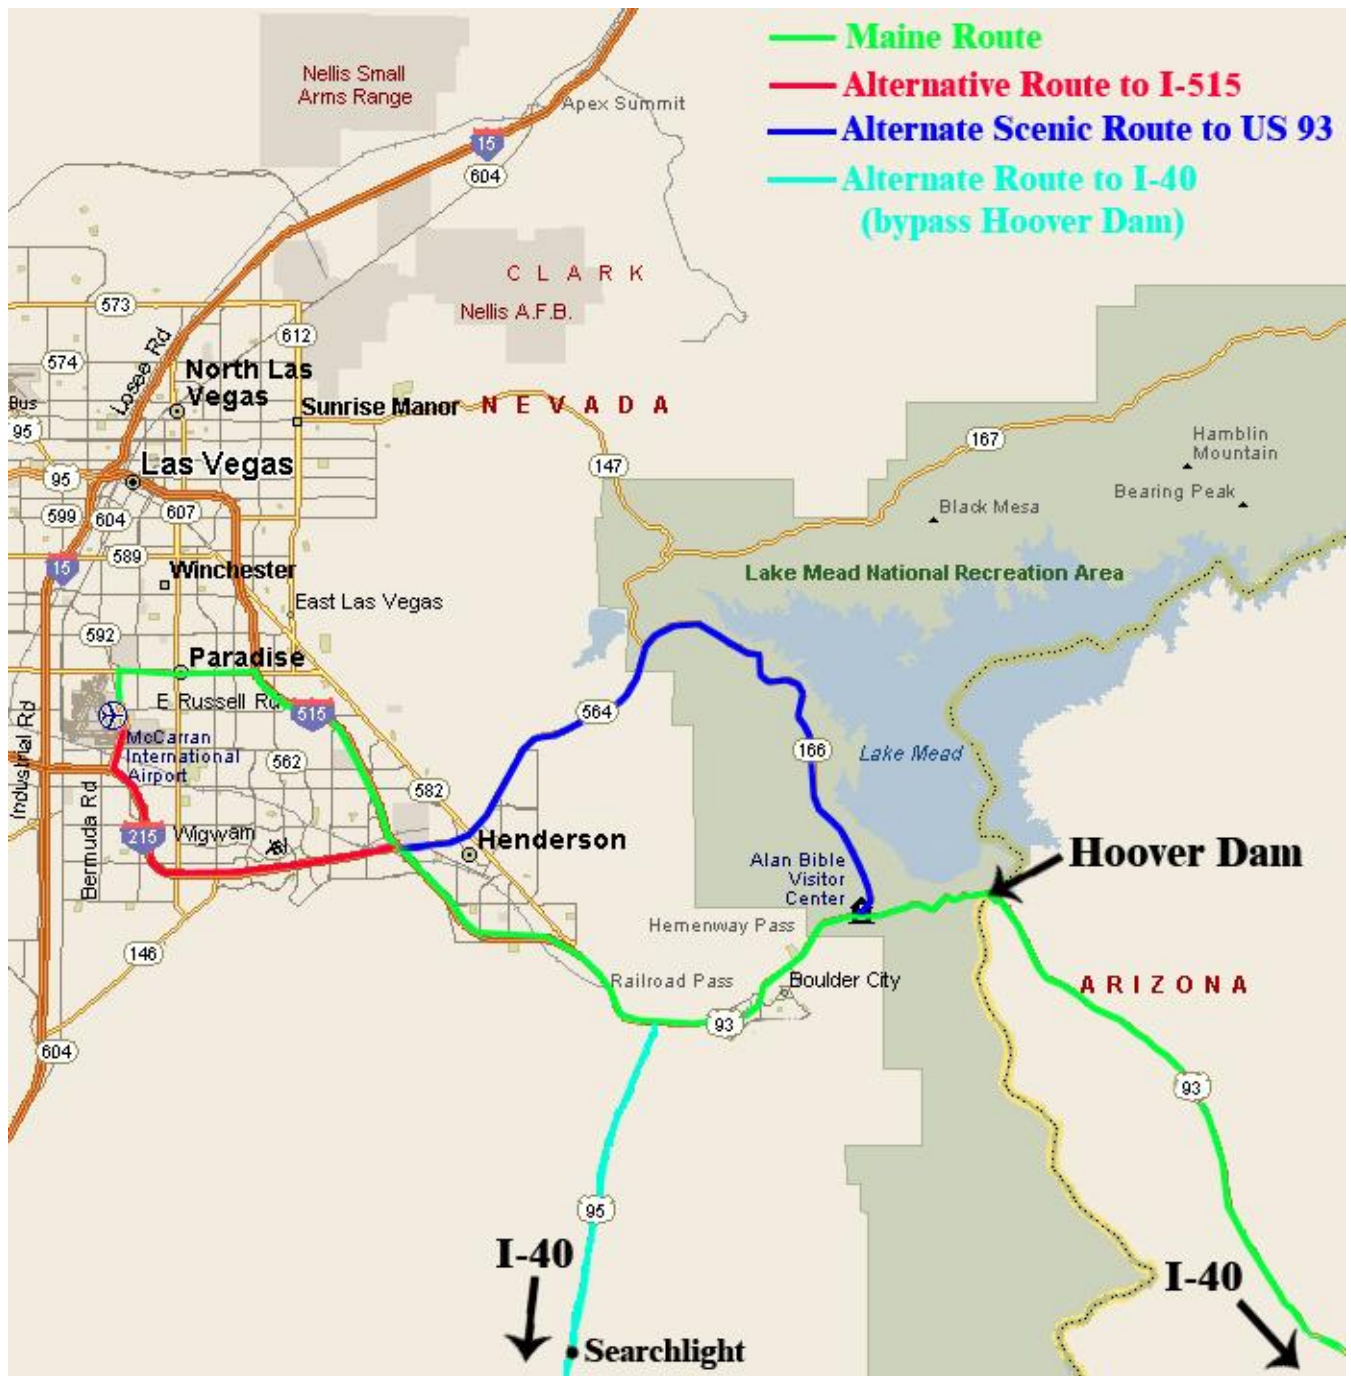 Maine Route
Alternative Route to I-515
Alternate Scenic Route to US 93
Alternate Route to I-40
(bypass Hoover Dam)
Nellis Small
Arms Range
Apex Summit
15
604
C L A R K
Nellis A.F.B.
573
612
574
Losee Rd
North Las
Vegas
Bus
95
Sunrise Manor
N E V A D A
167
Hamblin
Mountain
147
Las Vegas
95
Bearing Peak
Black Mesa
599
604
607
589
15
Winchester
Lake Mead National Recreation Area
East Las Vegas
592
Paradise
E Russell Rd
515
564
McCarran
International
Airport
562
166
Lake Mead
Industrial Rd
Bermuda Rd
582
215
Wigwam
Henderson
Hoover Dam
Alan Bible
Visitor
Center
Hemenway Pass
146
Railroad Pass
Boulder City
A R I Z O N A
93
604
93
95
I-40
I-40
Searchlight